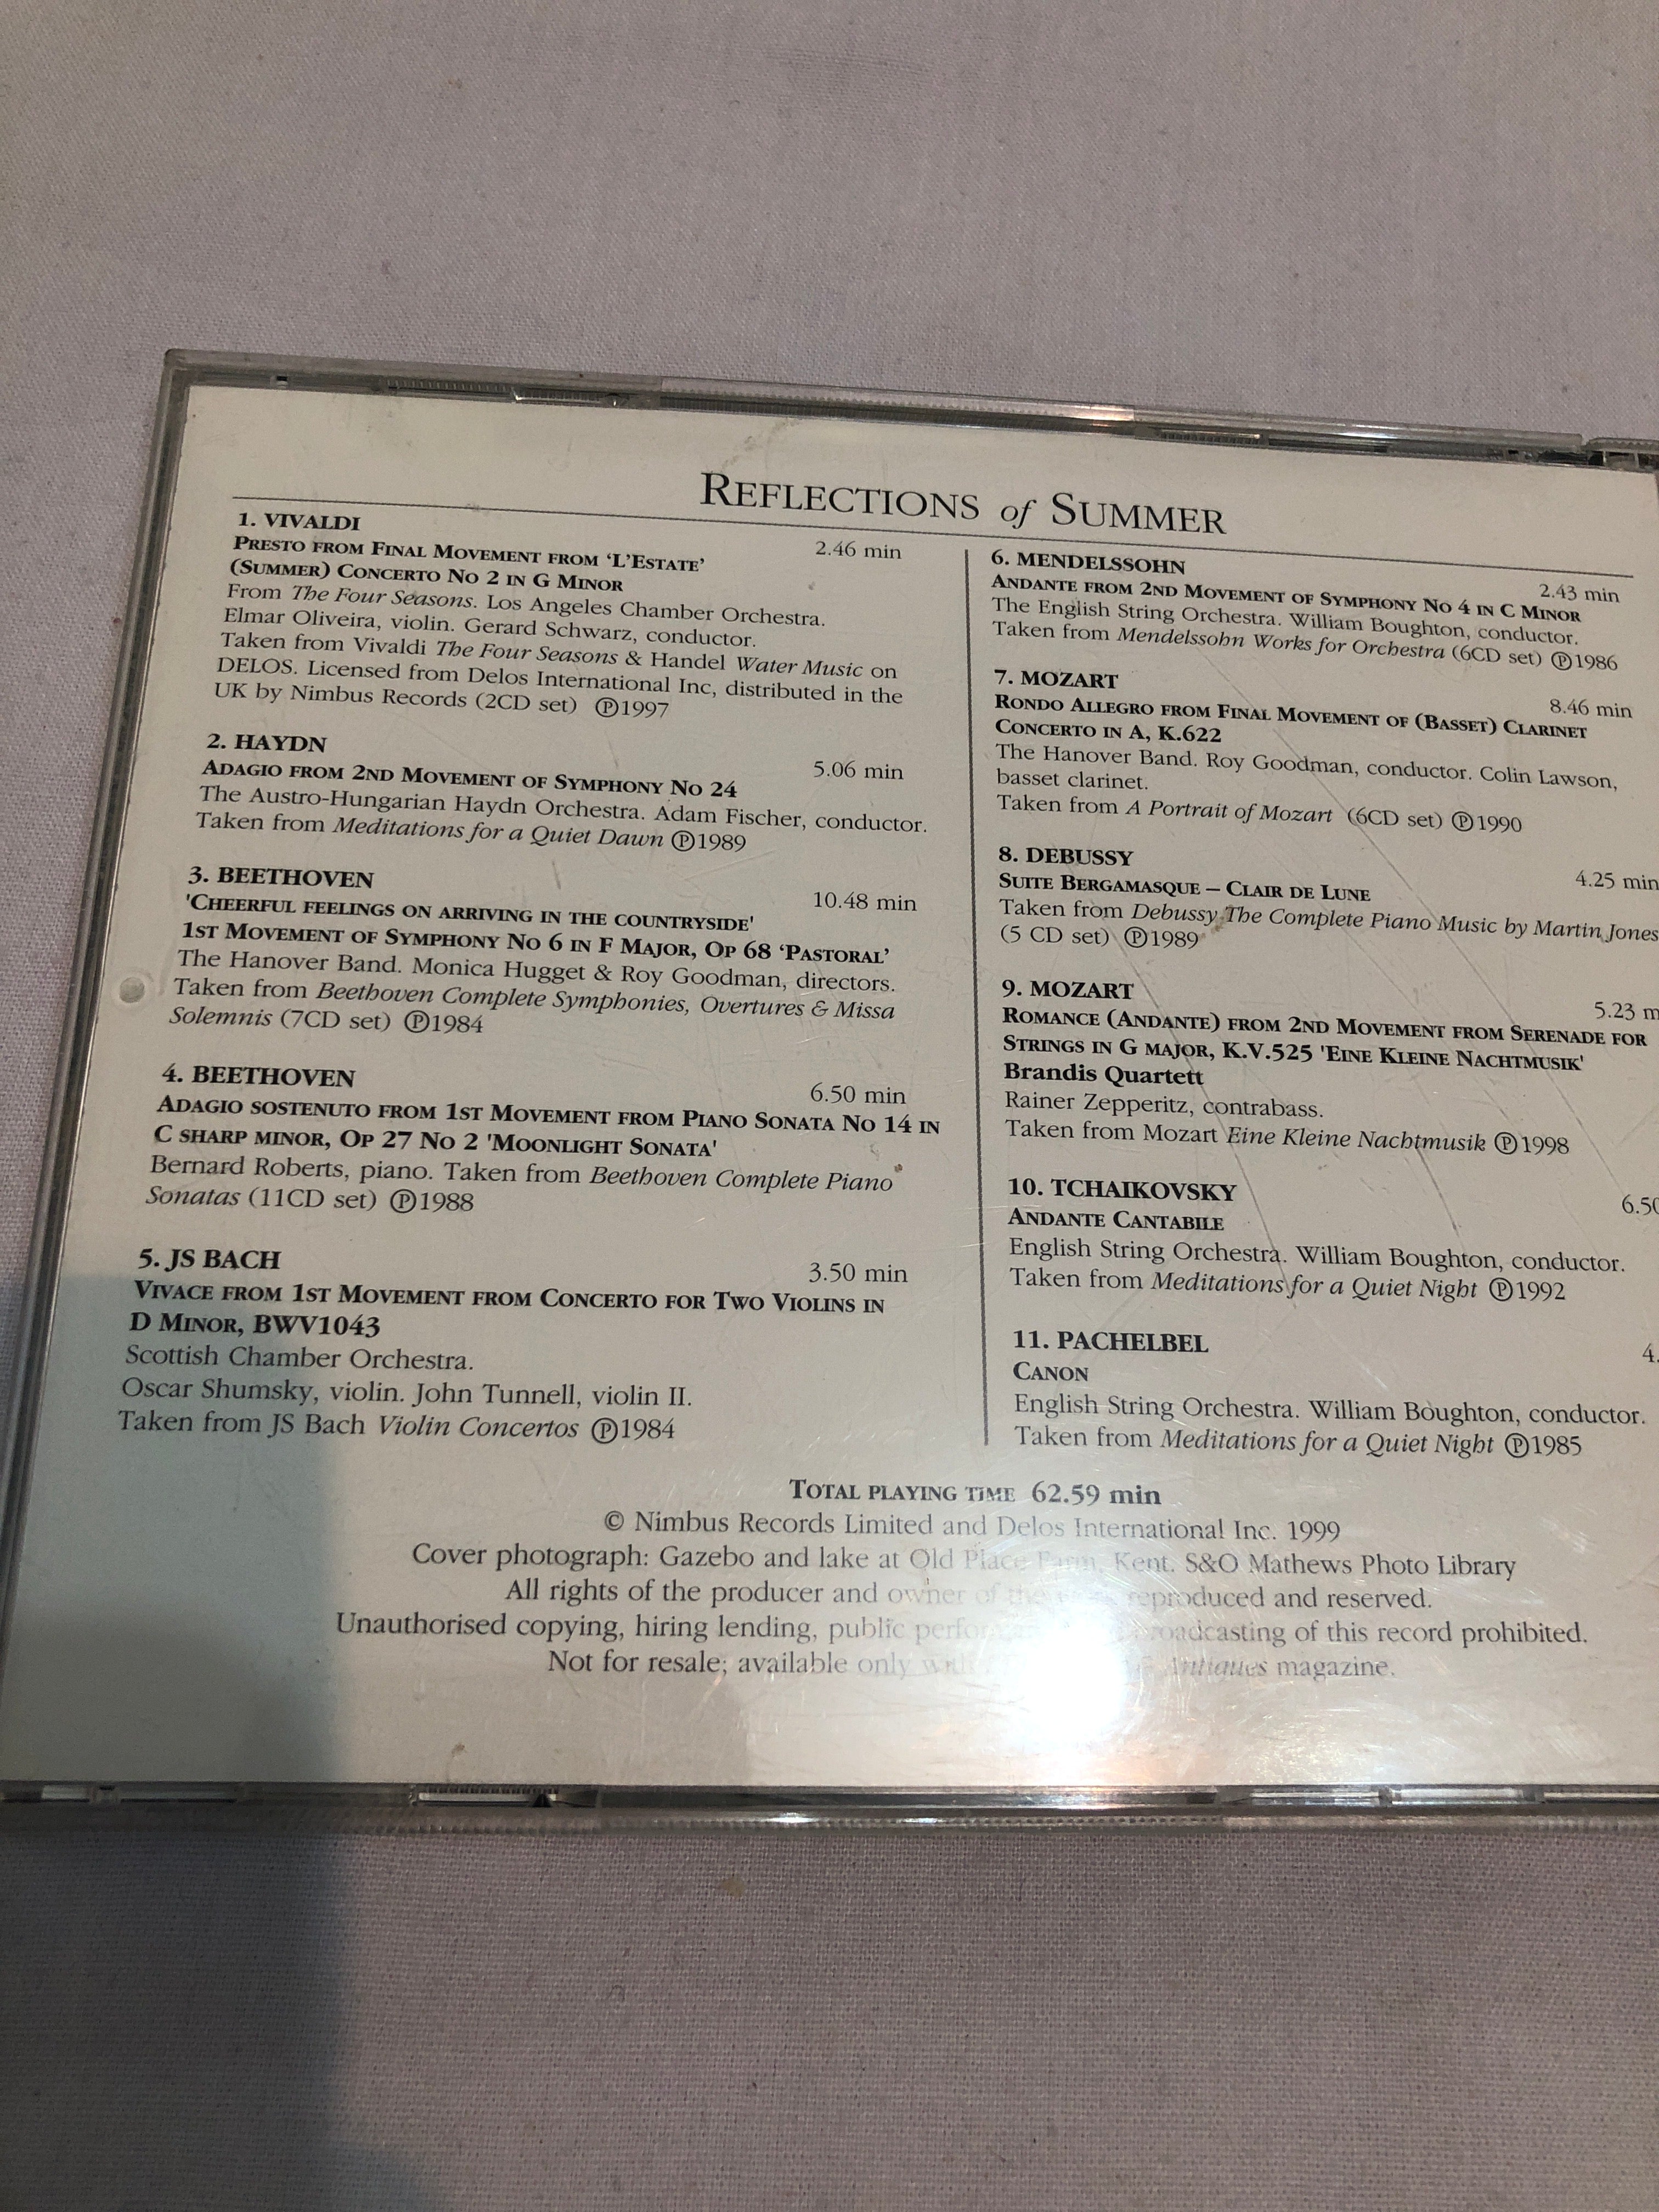 REFLECTIONS of SUMMER
1. VIVALDI
2.46 min
PRESTO FROM FINAL MOVEMENT FROM ‘L’ESTATE’
(SUMMER) CONCERTO NO 2 IN G MINOR
From The Four Seasons. Los Angeles Chamber Orchestra.
Elmar Oliveira, violin. Gerard Schwarz, conductor.
Taken from Vivaldi The Four Seasons & Handel Water Music on
DELOS. Licensed from Delos International Inc, distributed in the
UK by Nimbus Records (2CD set) ℗1997
2. HAYDN
5.06 min
ADAGIO FROM 2ND MOVEMENT OF SYMPHONY NO 24
The Austro-Hungarian Haydn Orchestra. Adam Fischer, conductor.
Taken from Meditations for a Quiet Dawn ℗1989
3. BEETHOVEN
10.48 min
'CHEERFUL FEELINGS ON ARRIVING IN THE COUNTRYSIDE'
1ST MOVEMENT OF SYMPHONY NO 6 IN F MAJOR, OP 68 ‘PASTORAL’
The Hanover Band. Monica Hugget & Roy Goodman, directors.
Taken from Beethoven Complete Symphonies, Overtures & Missa
Solemnis (7CD set) ℗1984
4. BEETHOVEN
6.50 min
ADAGIO SOSTENUTO FROM 1ST MOVEMENT FROM PIANO SONATA NO 14 IN
C SHARP MINOR, OP 27 NO 2 'MOONLIGHT SONATA'
Bernard Roberts, piano. Taken from Beethoven Complete Piano
Sonatas (11CD set) ℗1988
5. JS BACH
3.50 min
VIVACE FROM 1ST MOVEMENT FROM CONCERTO FOR TWO VIOLINS IN
D MINOR, BWV1043
Scottish Chamber Orchestra.
Oscar Shumsky, violin. John Tunnell, violin II.
Taken from JS Bach Violin Concertos ℗1984
6. MENDELSSOHN
2.43 min
ANDANTE FROM 2ND MOVEMENT OF SYMPHONY NO 4 IN C MINOR
The English String Orchestra. William Boughton, conductor.
Taken from Mendelssohn Works for Orchestra (6CD set) ℗1986
7. MOZART
8.46 min
RONDO ALLEGRO FROM FINAL MOVEMENT OF (BASSET) CLARINET
CONCERTO IN A, K.622
The Hanover Band. Roy Goodman, conductor. Colin Lawson,
basset clarinet.
Taken from A Portrait of Mozart (6CD set) ℗1990
8. DEBUSSY
4.25 min
SUITE BERGAMASQUE – CLAIR DE LUNE
Taken from Debussy The Complete Piano Music by Martin Jones
(5 CD set) ℗1989
9. MOZART
5.23 m
ROMANCE (ANDANTE) FROM 2ND MOVEMENT FROM SERENADE FOR
STRINGS IN G MAJOR, K.V.525 'EINE KLEINE NACHTMUSIK'
Brandis Quartett
Rainer Zepperitz, contrabass.
Taken from Mozart Eine Kleine Nachtmusik ℗1998
10. TCHAIKOVSKY
6.50
ANDANTE CANTABILE
English String Orchestra. William Boughton, conductor.
Taken from Meditations for a Quiet Night ℗1992
11. PACHELBEL
4.
CANON
English String Orchestra. William Boughton, conductor.
Taken from Meditations for a Quiet Night ℗1985
TOTAL PLAYING TIME 62.59 min
© Nimbus Records Limited and Delos International Inc. 1999
Cover photograph: Gazebo and lake at Old Place Farm, Kent. S&O Mathews Photo Library
All rights of the producer and owner of the reproduced and reserved.
Unauthorised copying, hiring lending, public broadcasting of this record prohibited.
Not for resale; available only Antiques magazine.